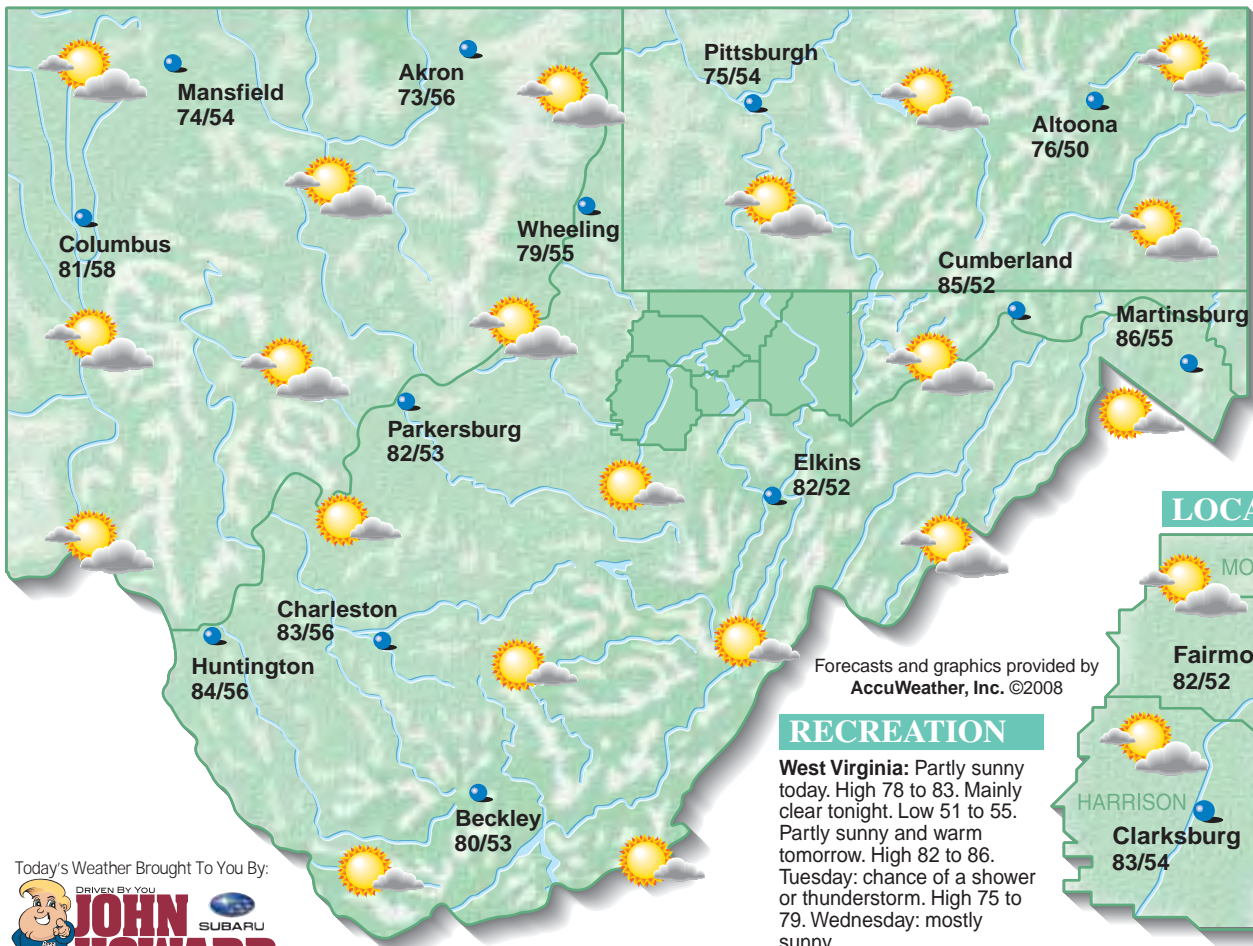 Mansfield
74/54
Akron
73/56
Pittsburgh
75/54
Altoona
76/50
Columbus
81/58
Wheeling
79/55
Cumberland
85/52
Martinsburg
86/55
Parkersburg
82/53
Elkins
82/52
Charleston
83/56
Huntington
84/56
Beckley
80/53
Forecasts and graphics provided by
AccuWeather, Inc. ©2008
RECREATION
West Virginia: Partly sunny
today. High 78 to 83. Mainly
clear tonight. Low 51 to 55.
Partly sunny and warm
tomorrow. High 82 to 86.
Tuesday: chance of a shower
or thunderstorm. High 75 to
79. Wednesday: mostly
sunny
LOCA
MO
Fairmo
82/52
HARRISON
Clarksburg
83/54
Today's Weather Brought To You By:
DRIVEN BY YOU
JOHN
HOWARD
SUBARU